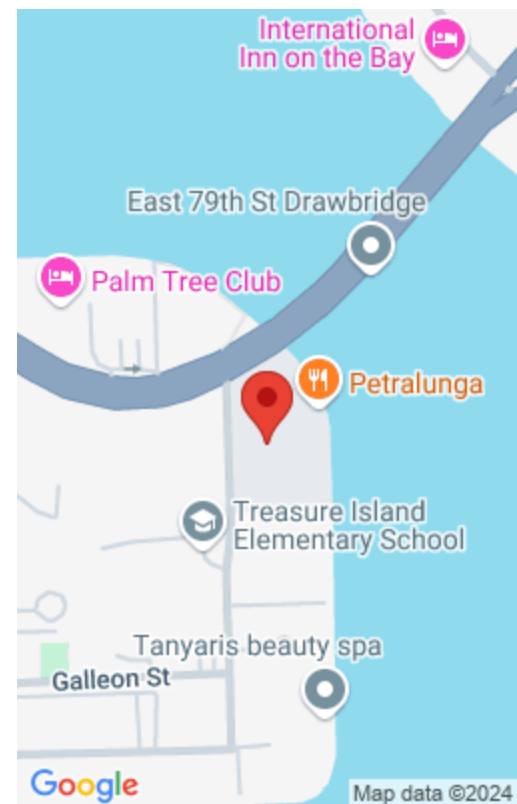 International
Inn on the Bay
East 79th St Drawbridge
Palm Tree Club
Petralunga
Treasure Island
Elementary School
Tanyaris beauty spa
Galleon St
Google
Map data ©2024